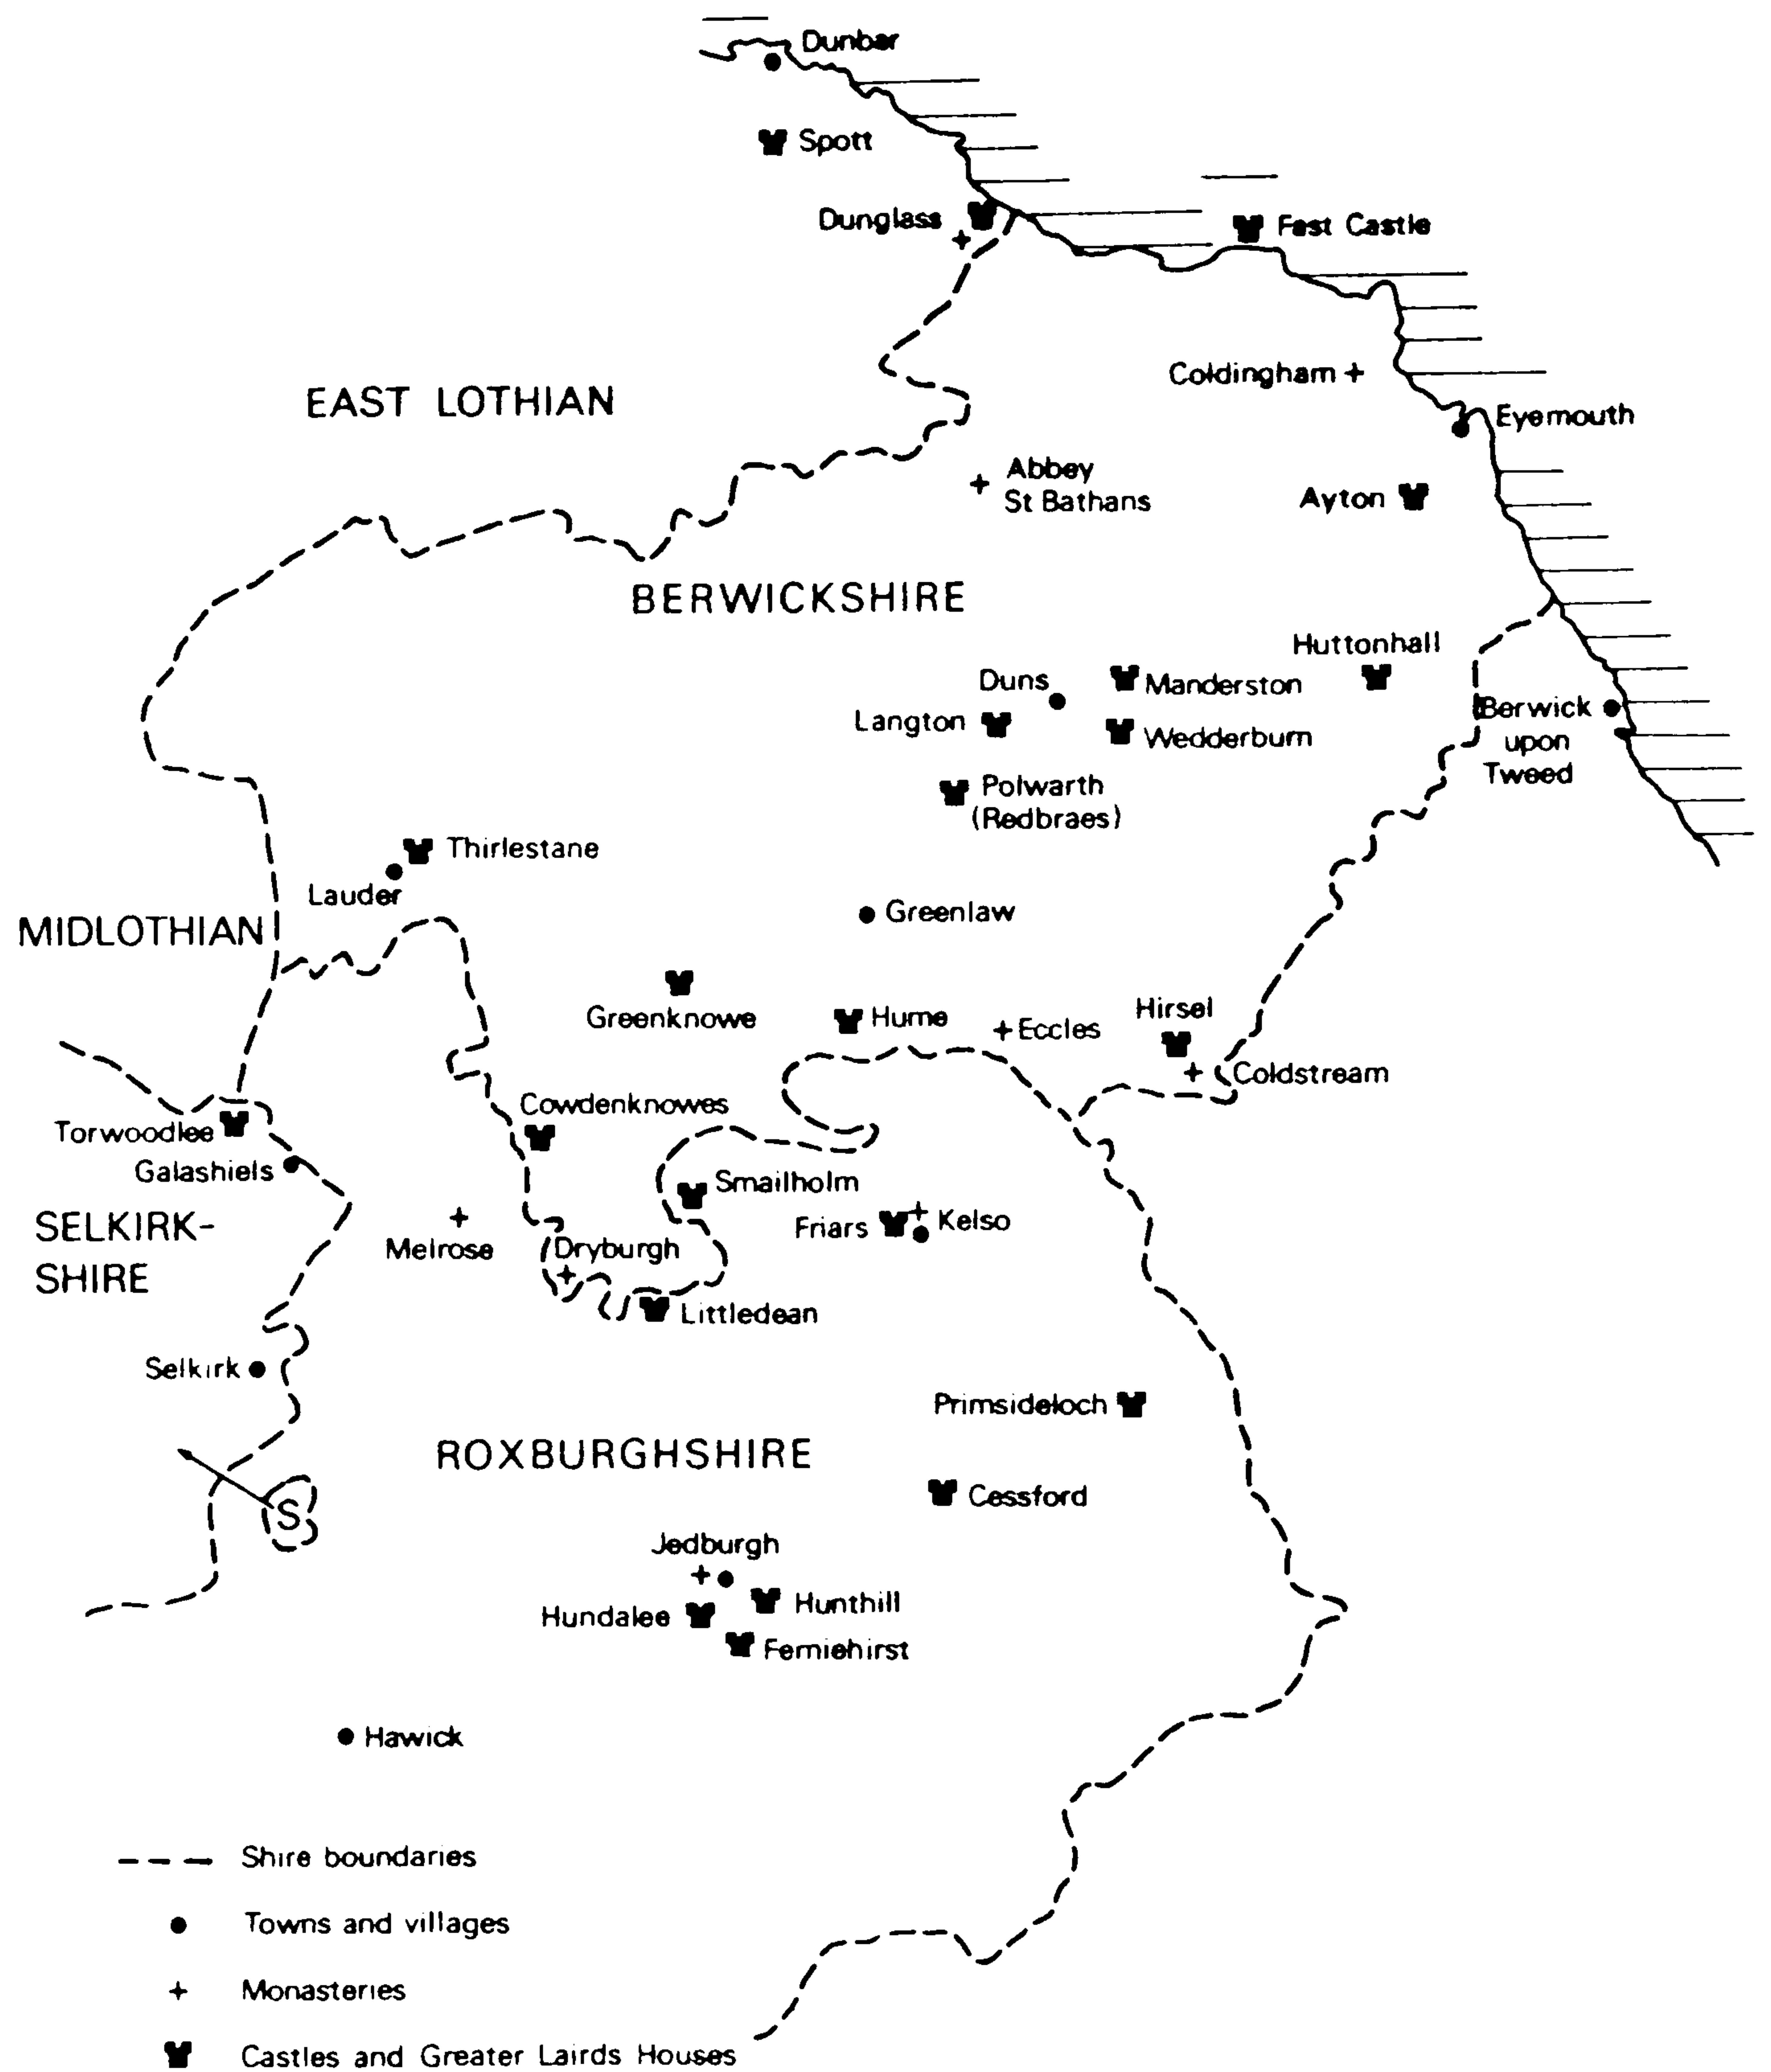 Dunbar
Spott
Dunglass
Fast Castle
Coldingham
EAST LOTHIAN
Eyemouth
Abbey
St Bathans
Ayton
BERWICKSHIRE
Huttonhall
Duns
Manderston
Langton
Wedderburn
Berwick
upon
Tweed
Polwarth
(Redbraes)
Thirlestane
Lauder
Greenlaw
MIDLOTHIAN
Greenknowe
Hume
Eccles
Hirsel
Coldstream
Cowdenknowes
Torwoodlee
Galashiels
Smailholm
SELKIRK-
SHIRE
Melrose
Dryburgh
Friars
Kelso
Littledean
Selkirk
Primsideloch
ROXBURGHSHIRE
Cessford
S
Jedburgh
Hunthill
Hundalee
Ferniehirst
Hawick
Shire boundaries
Towns and villages
Monasteries
Castles and Greater Lairds Houses